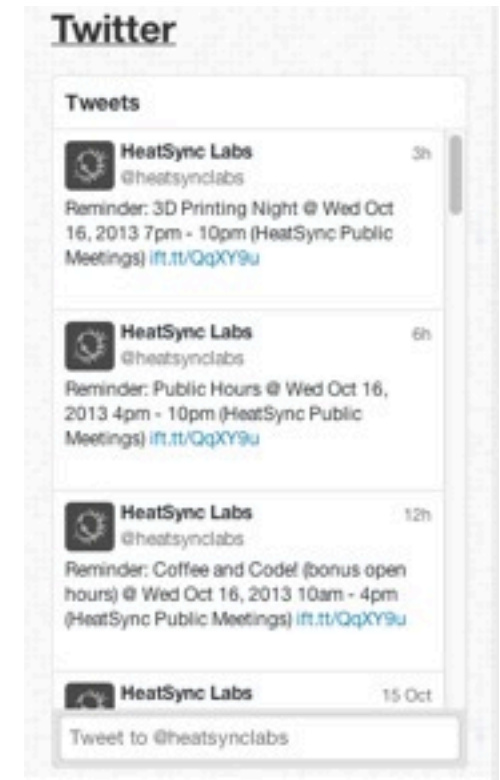 Twitter
Tweets
HeatSync Labs 3h
@heatsynclabs
Reminder: 3D Printing Night @ Wed Oct
16, 2013 7pm - 10pm (HeatSync Public
Meetings) ift.tt/QqXY9u
HeatSync Labs 6h
@heatsynclabs
Reminder: Public Hours @ Wed Oct 16,
2013 4pm - 10pm (HeatSync Public
Meetings) ift.tt/QqXY9u
HeatSync Labs 12h
@heatsynclabs
Reminder: Coffee and Code! (bonus open
hours) @ Wed Oct 16, 2013 10am - 4pm
(HeatSync Public Meetings) ift.tt/QqXY9u
HeatSync Labs 15 Oct
Tweet to @heatsynclabs